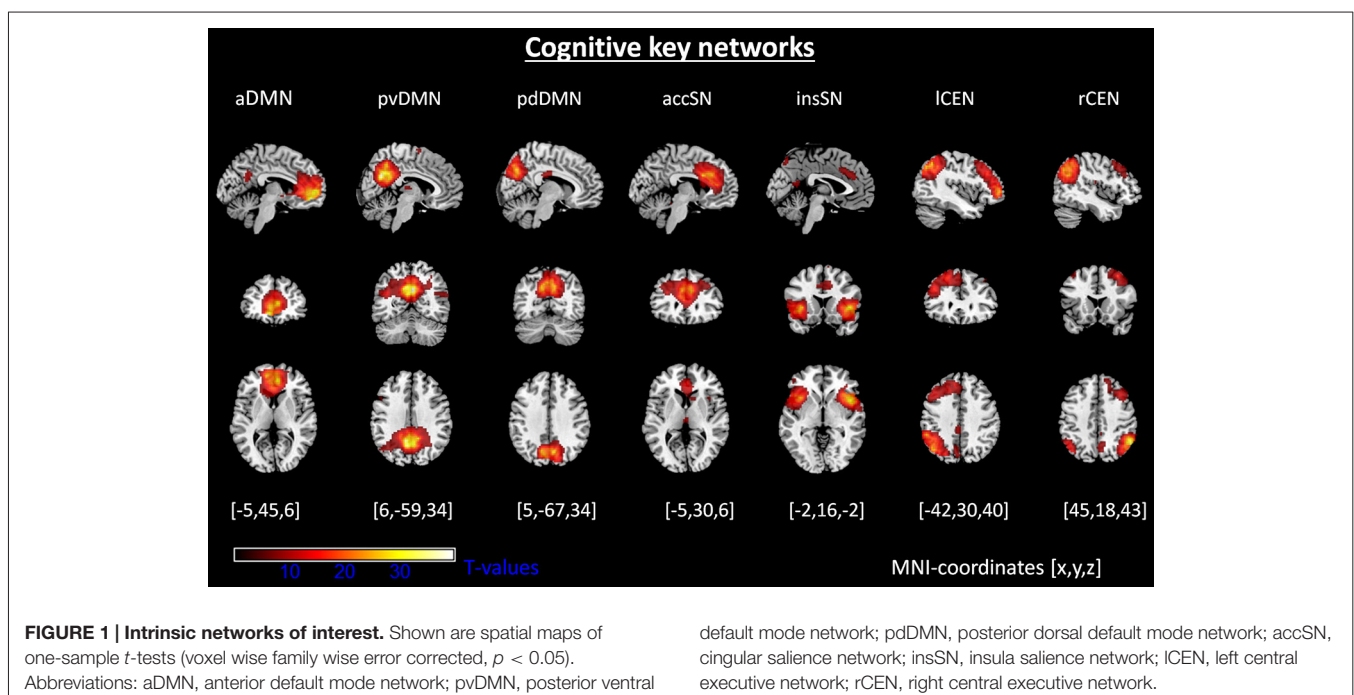 Cognitive key networks
aDMN pvDMN pdDMN accSN insSN lCEN rCEN
[-5,45,6] [6,-59,34] [5,-67,34] [-5,30,6] [-2,16,-2] [-42,30,40] [45,18,43]
10 20 30 T-values
MNI-coordinates [x,y,z]
FIGURE 1 | Intrinsic networks of interest. Shown are spatial maps of
one-sample t-tests (voxel wise family wise error corrected, p < 0.05).
Abbreviations: aDMN, anterior default mode network; pvDMN, posterior ventral
default mode network; pdDMN, posterior dorsal default mode network; accSN,
cingular salience network; insSN, insula salience network; lCEN, left central
executive network; rCEN, right central executive network.